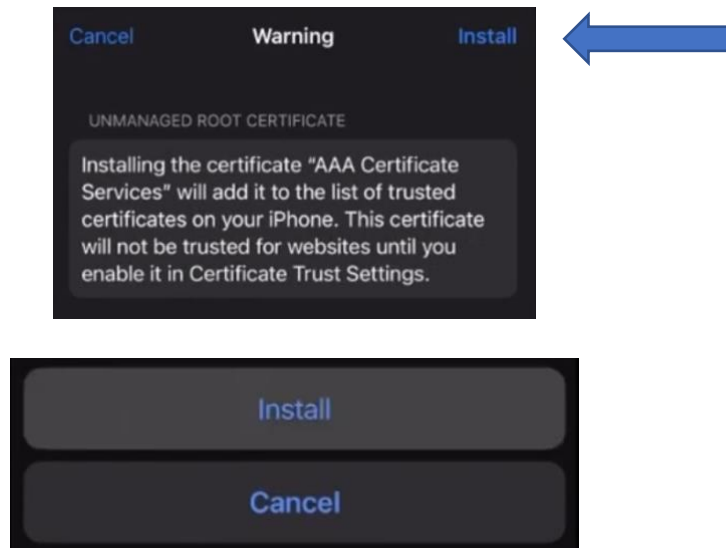 Cancel Warning Install
UNMANAGED ROOT CERTIFICATE
Installing the certificate “AAA Certificate
Services” will add it to the list of trusted
certificates on your iPhone. This certificate
will not be trusted for websites until you
enable it in Certificate Trust Settings.
Install
Cancel